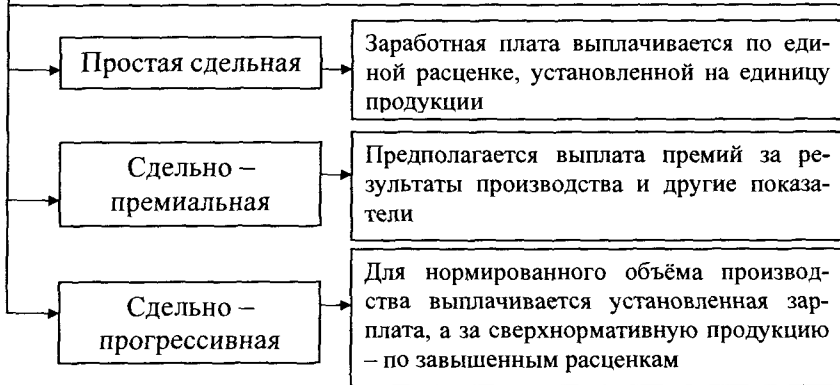 Простая сдельная
Заработная плата выплачивается по еди-
ной расценке, установленной на единицу
продукции
Сдельно –
премиальная
Предполагается выплата премий за ре-
зультаты производства и другие показа-
тели
Сдельно –
прогрессивная
Для нормированного объёма производ-
ства выплачивается установленная зар-
плата, а за сверхнормативную продукцию
– по завышенным расценкам